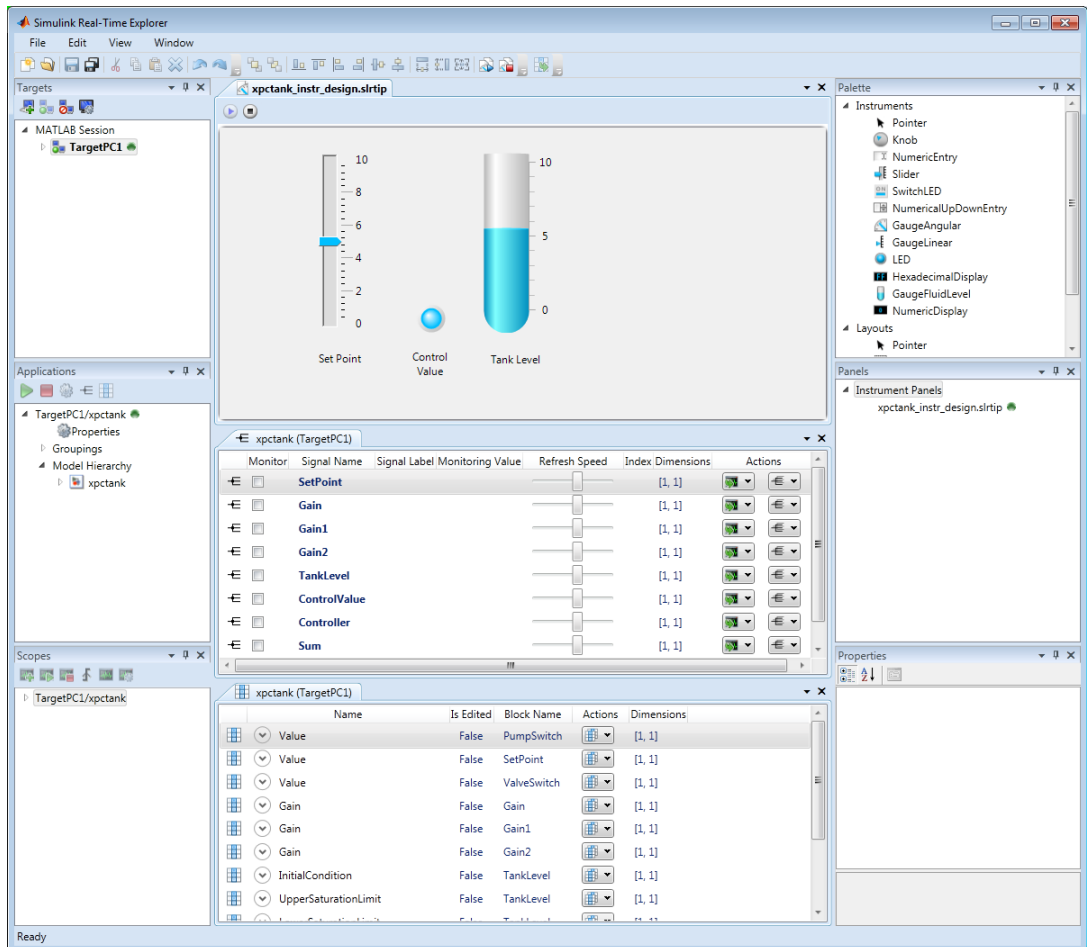 Simulink Real-Time Explorer
File Edit View Window
Targets
MATLAB Session
TargetPC1
xpctank_instr_design.slrtip
10
8
6
4
2
0
Set Point
Control
Value
10
5
0
Tank Level
Palette
Instruments
Pointer
Knob
NumericEntry
Slider
SwitchLED
NumericalUpDownEntry
GaugeAngular
GaugeLinear
LED
HexadecimalDisplay
GaugeFluidLevel
NumericDisplay
Layouts
Pointer
Applications
TargetPC1/xpctank
Properties
Groupings
Model Hierarchy
xpctank
Panels
Instrument Panels
xpctank_instr_design.slrtip
xpctank (TargetPC1)
Monitor Signal Name Signal Label Monitoring Value Refresh Speed Index Dimensions Actions
SetPoint [1, 1]
Gain [1, 1]
Gain1 [1, 1]
Gain2 [1, 1]
TankLevel [1, 1]
ControlValue [1, 1]
Controller [1, 1]
Sum [1, 1]
Scopes
TargetPC1/xpctank
Properties
xpctank (TargetPC1)
Name Is Edited Block Name Actions Dimensions
Value False PumpSwitch [1, 1]
Value False SetPoint [1, 1]
Value False ValveSwitch [1, 1]
Gain False Gain [1, 1]
Gain False Gain1 [1, 1]
Gain False Gain2 [1, 1]
InitialCondition False TankLevel [1, 1]
UpperSaturationLimit False TankLevel [1, 1]
Ready